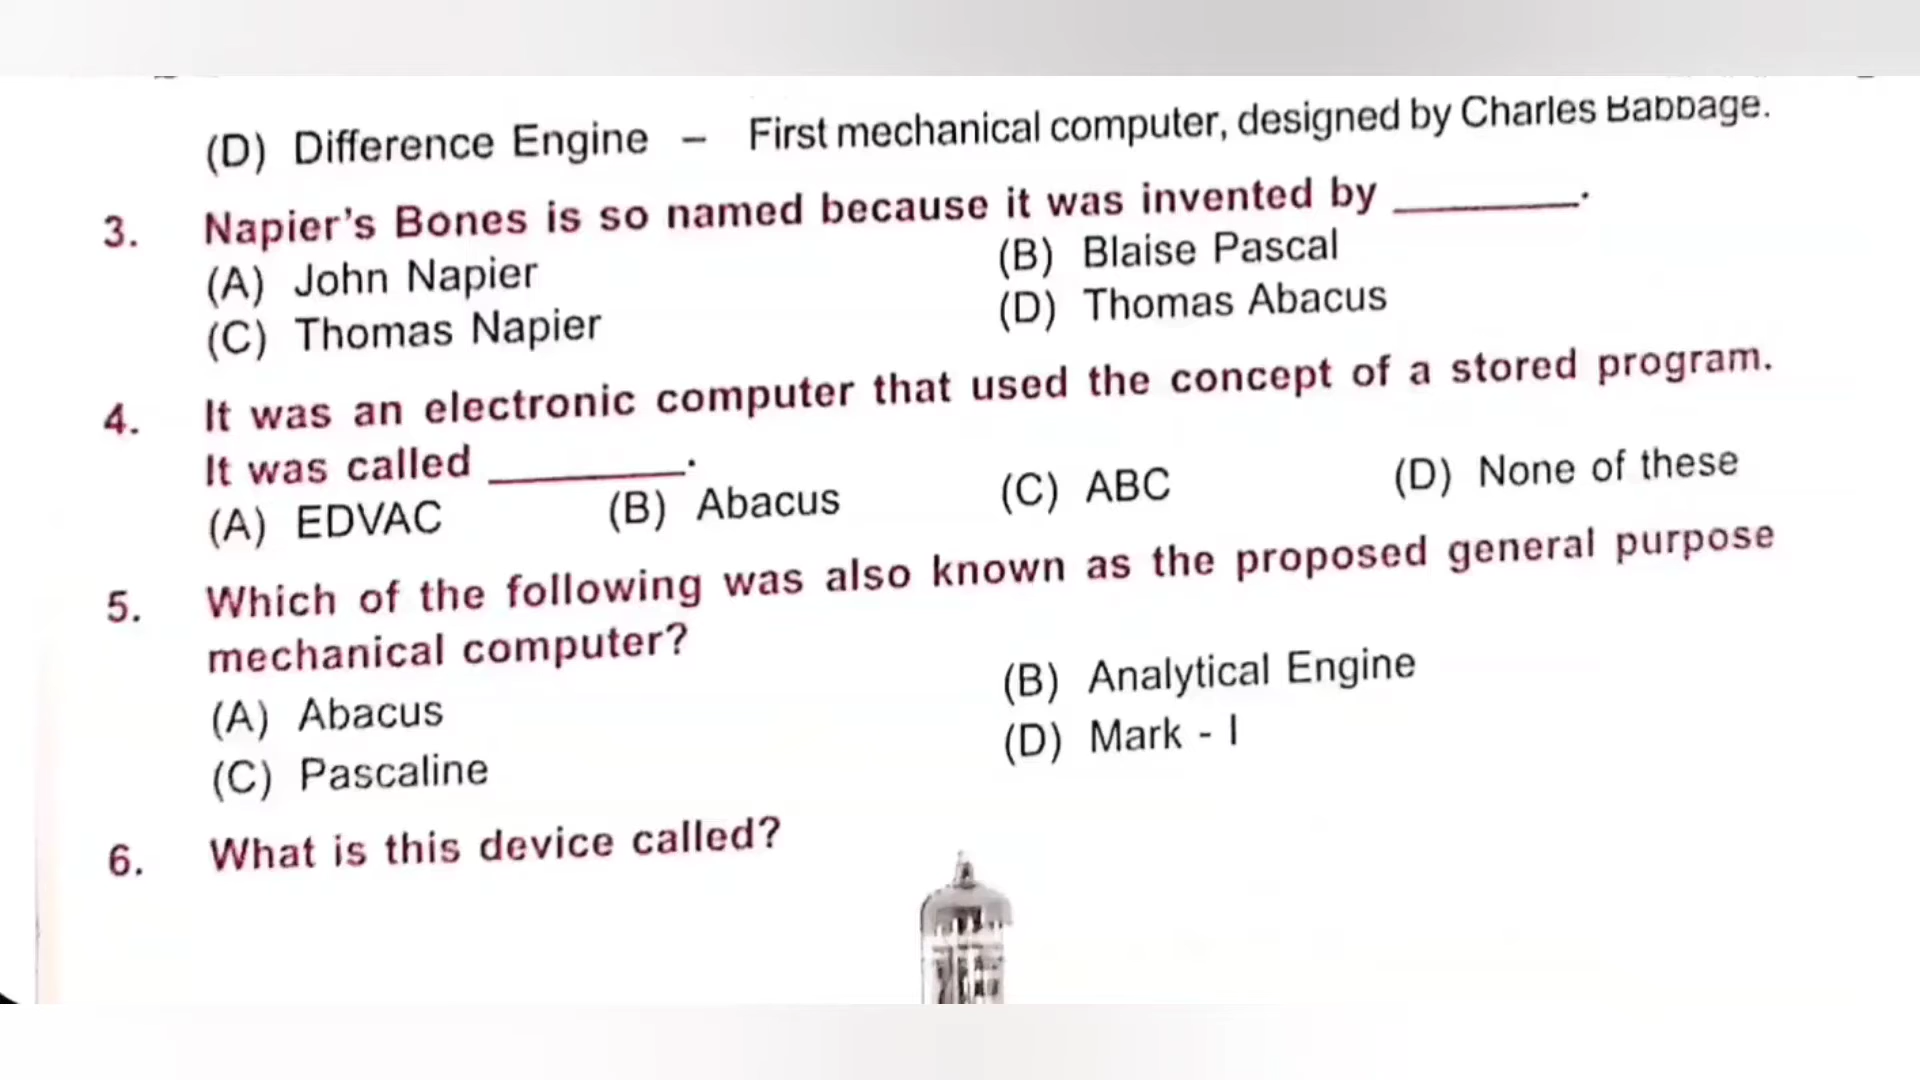 (D) Difference Engine – First mechanical computer, designed by Charles Babbage.
3. Napier's Bones is so named because it was invented by ________.
(A) John Napier (B) Blaise Pascal
(C) Thomas Napier (D) Thomas Abacus
4. It was an electronic computer that used the concept of a stored program.
It was called ________.
(A) EDVAC (B) Abacus (C) ABC (D) None of these
5. Which of the following was also known as the proposed general purpose
mechanical computer?
(A) Abacus (B) Analytical Engine
(C) Pascaline (D) Mark - I
6. What is this device called?